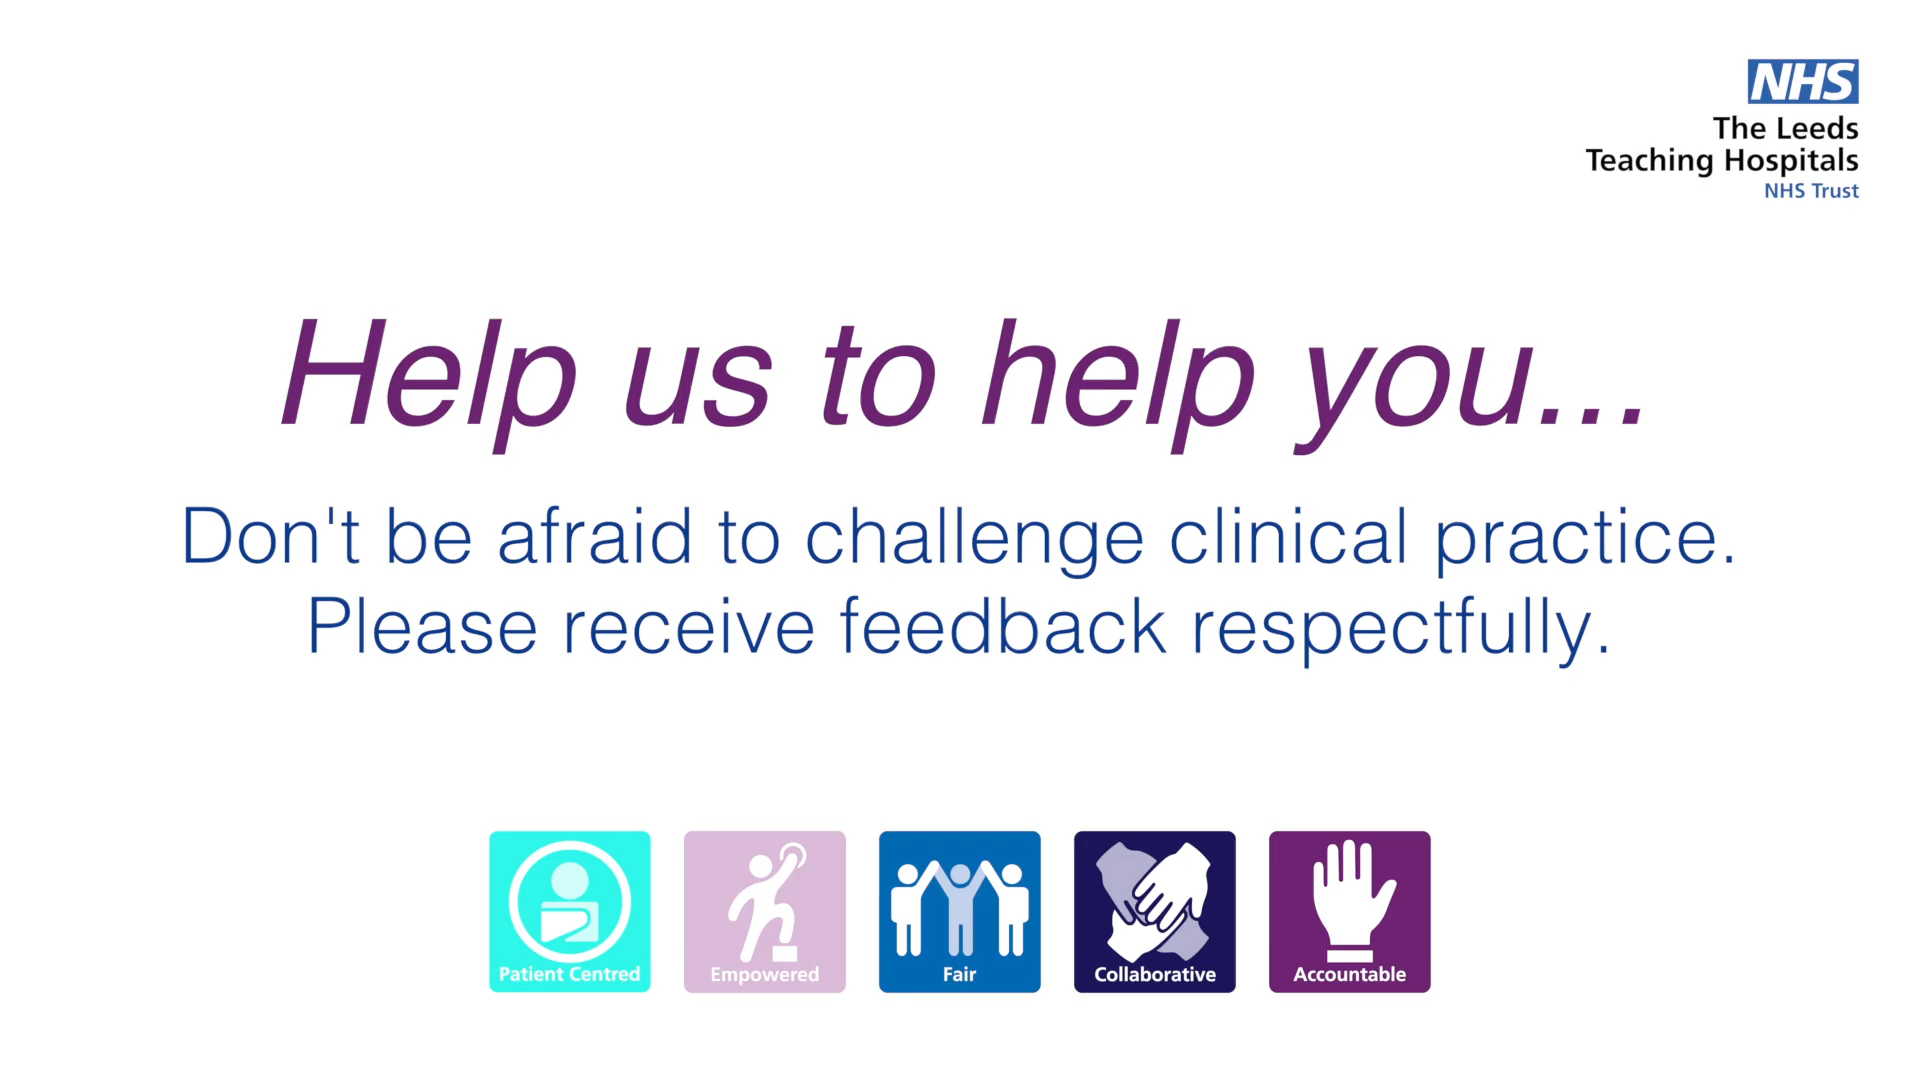 NHS
The Leeds
Teaching Hospitals
NHS Trust
Help us to help you...
Don't be afraid to challenge clinical practice.
Please receive feedback respectfully.
Patient Centred
Empowered
Fair
Collaborative
Accountable